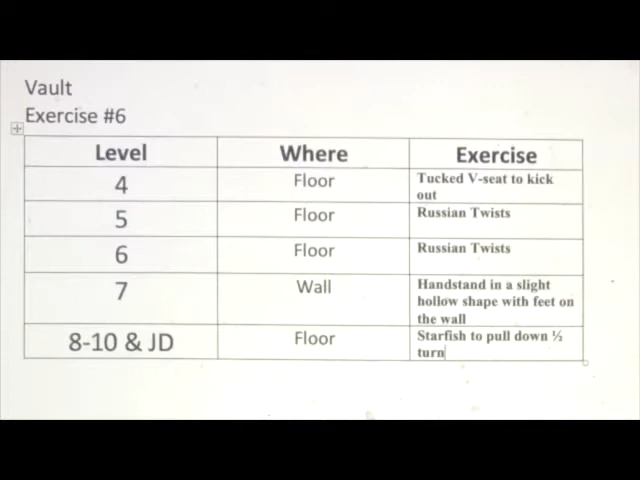 Vault
Exercise #6
Level Where Exercise
4 Floor Tucked V-seat to kick
out
5 Floor Russian Twists
6 Floor Russian Twists
7 Wall Handstand in a slight
hollow shape with feet on
the wall
8-10 & JD Floor Starfish to pull down ½
turn